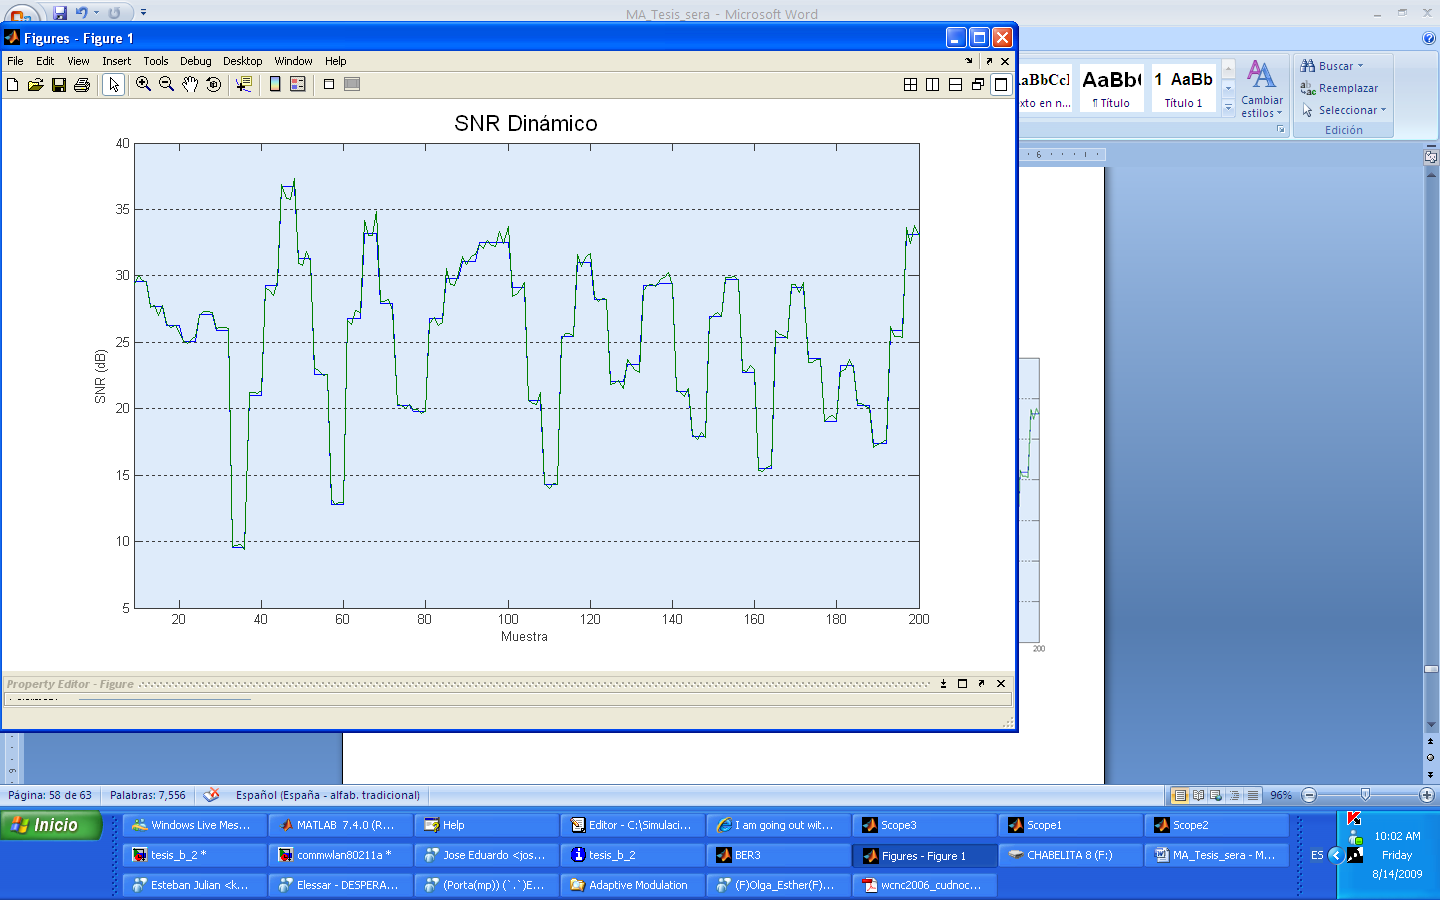 MA_Tesis_sera - Microsoft Word
Figures - Figure 1
File Edit View Insert Tools Debug Desktop Window Help
SNR Dinámico
40
35
30
25
20
15
10
5
SNR (dB)
20 40 60 80 100 120 140 160 180 200
Muestra
Property Editor - Figure
AaBbCcI AaBb( 1 AaBb
xto en n... ¶ Título Título 1
Cambiar estilos
Buscar
Reemplazar
Seleccionar
Edición
6
200
9
Página: 58 de 63 Palabras: 7,556 Español (España - alfab. tradicional) 96%
Inicio
Windows Live Mes... MATLAB 7.4.0 (R... Help Editor - C:\Simulaci... I am going out wit... Scope3 Scope1 Scope2
tesis_b_2 * commwlan80211a * Jose Eduardo <jos... tesis_b_2 BER3 Figures - Figure 1 CHABELITA 8 (F:) MA_Tesis_sera - M...
Esteban Julian <k... Elessar - DESPERA... (Porta(mp)) (`.´)E... Adaptive Modulation (F)Olga_Esther(F)... wcnc2006_cudnoc...
ES
10:02 AM
Friday
8/14/2009